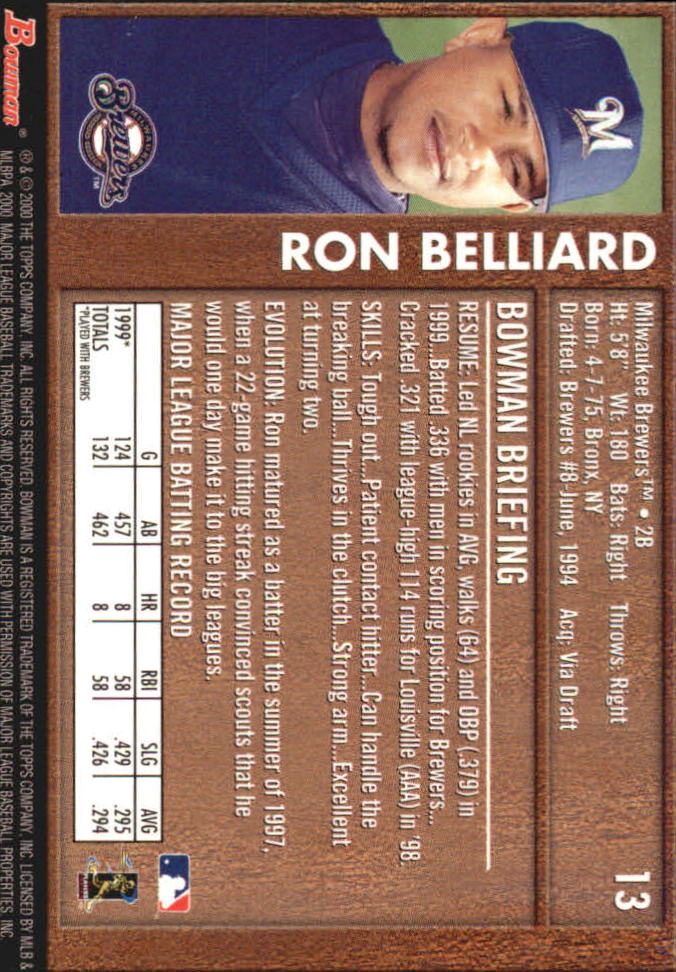 13
Milwaukee Brewers™ • 2B
Ht: 5'8" Wt: 180 Bats: Right Throws: Right
Born: 4-7-75, Bronx, NY
Drafted: Brewers #8-June, 1994 Acq: Via Draft
M
RON BELLIARD
BOWMAN BRIEFING
RESUME: Led NL rookies in AVG, walks (64) and OBP (.379) in
1999...Batted .336 with men in scoring position for Brewers...
Cracked .321 with league-high 114 runs for Louisville (AAA) in '98.
SKILLS: Tough out...Patient contact hitter...Can handle the
breaking ball...Thrives in the clutch...Strong arm...Excellent
at turning two.
EVOLUTION: Ron matured as a batter in the summer of 1997,
when a 22-game hitting streak convinced scouts that he
would one day make it to the big leagues.
MAJOR LEAGUE BATTING RECORD
G AB HR RBI SLG AVG
1999* 124 457 8 58 .429 .295
TOTALS 132 462 8 58 .426 .294
*PLAYED WITH BREWERS
MILWAUKEE
Brewers™
Bowman®
® & © 2000 THE TOPPS COMPANY, INC. ALL RIGHTS RESERVED. BOWMAN IS A REGISTERED TRADEMARK OF THE TOPPS COMPANY, INC. LICENSED BY MLB &
MLBPA 2000. MAJOR LEAGUE BASEBALL TRADEMARKS AND COPYRIGHTS ARE USED WITH PERMISSION OF MAJOR LEAGUE BASEBALL PROPERTIES, INC.